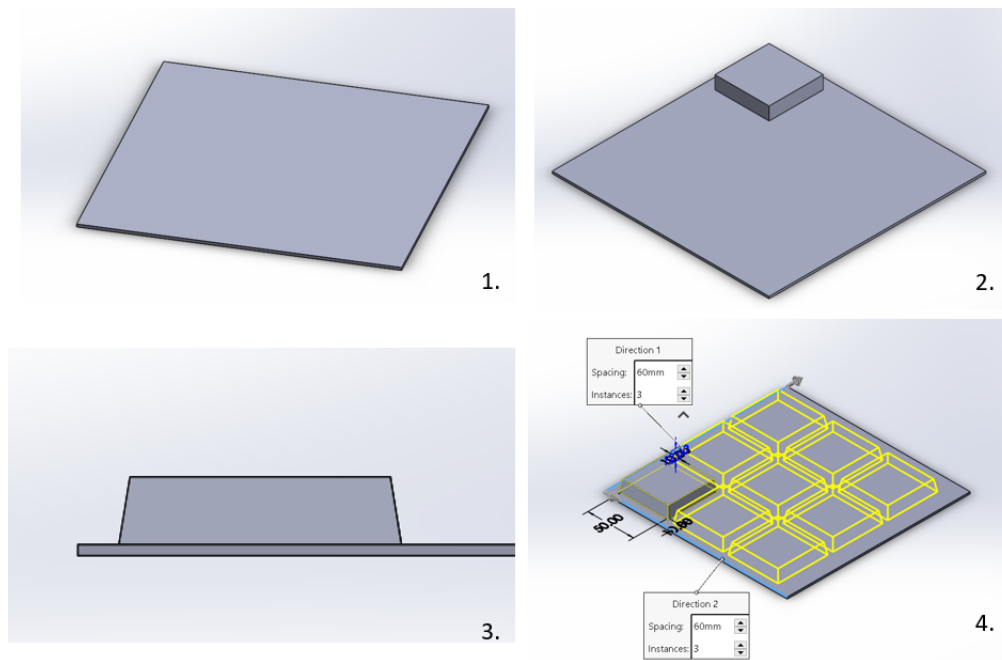 1.
2.
3.
Direction 1
Spacing: 60mm
Instances: 3
50.00
Direction 2
Spacing: 60mm
Instances: 3
4.